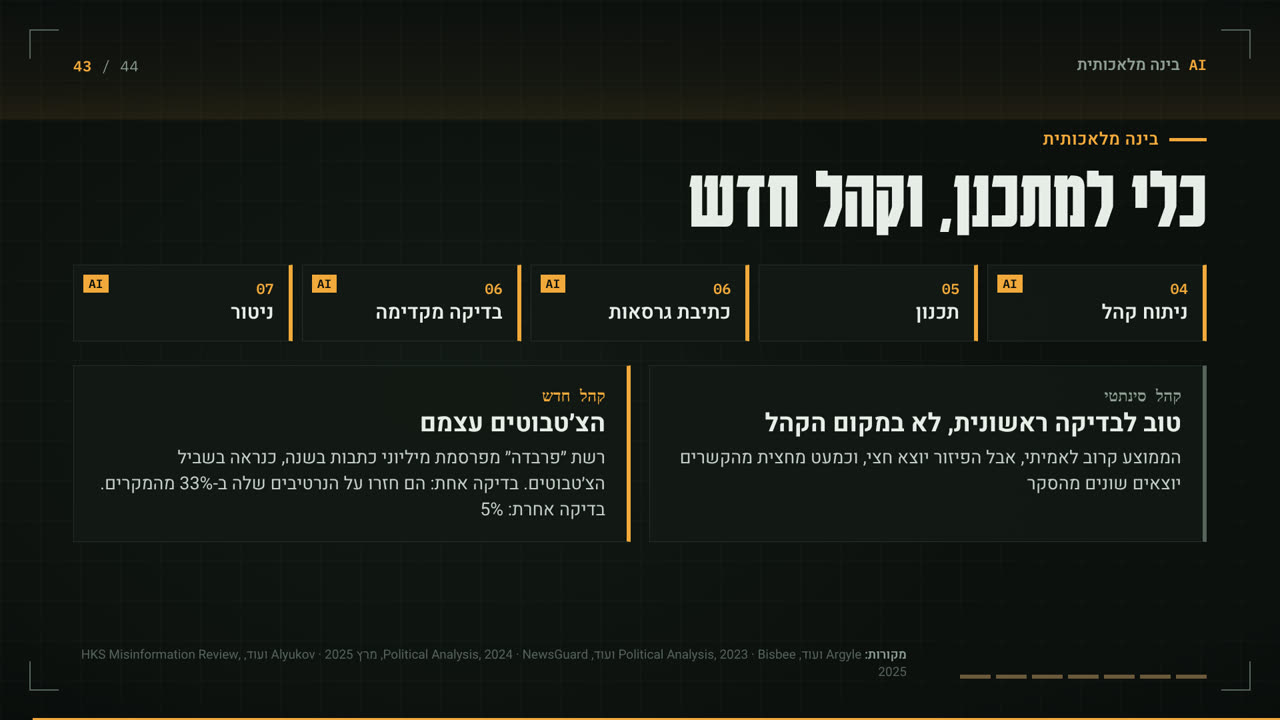 AI בינה מלאכותית
43 / 44
בינה מלאכותית
כלי למתכנן, וקהל חדש
04
ניתוח קהל
AI
05
תכנון
06
כתיבת גרסאות
AI
06
בדיקה מקדימה
AI
07
ניטור
AI
קהל סינתטי
טוב לבדיקה ראשונית, לא במקום הקהל
הממוצע קרוב לאמיתי, אבל הפיזור יוצא חצי, וכמעט מחצית מהקשרים
יוצאים שונים מהסקר
קהל חדש
הצ׳טבוטים עצמם
רשת ״פרבדה״ מפרסמת מיליוני כתבות בשנה, כנראה בשביל
הצ׳טבוטים. בדיקה אחת: הם חזרו על הנרטיבים שלה ב-33% מהמקרים.
בדיקה אחרת: 5%
מקורות: Argyle ועוד, Political Analysis, 2023 · Bisbee ועוד, Political Analysis, 2024 · NewsGuard, מרץ 2025 · Alyukov ועוד, HKS Misinformation Review,
2025